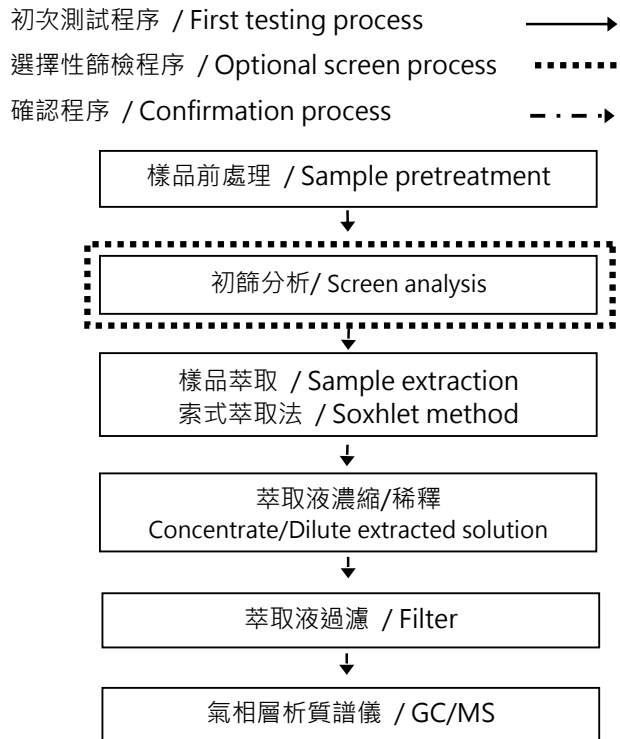 初次測試程序 / First testing process
選擇性篩檢程序 / Optional screen process
確認程序 / Confirmation process
樣品前處理 / Sample pretreatment
初篩分析/ Screen analysis
樣品萃取 / Sample extraction
索式萃取法 / Soxhlet method
萃取液濃縮/稀釋
Concentrate/Dilute extracted solution
萃取液過濾 / Filter
氣相層析質譜儀 / GC/MS